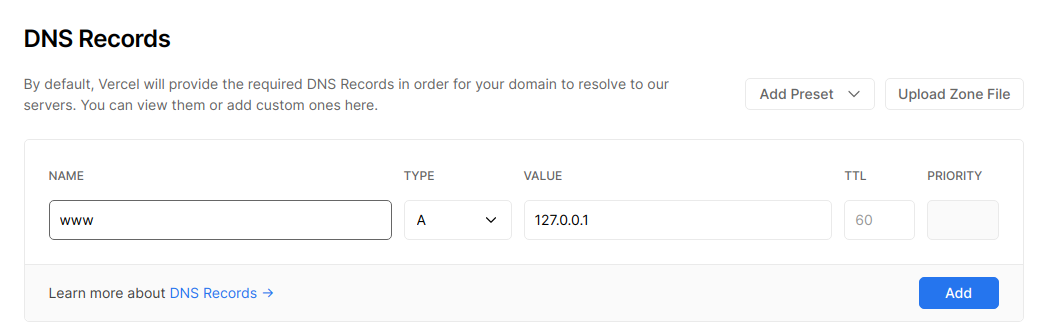 DNS Records
By default, Vercel will provide the required DNS Records in order for your domain to resolve to our
servers. You can view them or add custom ones here.
Add Preset
Upload Zone File
NAME TYPE VALUE TTL PRIORITY
www A 127.0.0.1 60
Learn more about DNS Records →
Add